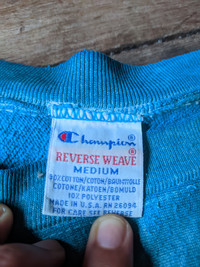 Champion®
REVERSE WEAVE®
MEDIUM
90% COTTON/COTON/BAUMWOLLE
COTONE/KATOEN/BOMULD
10% POLYESTER
MADE IN U.S.A. RN 26094
FOR CARE SEE REVERSE